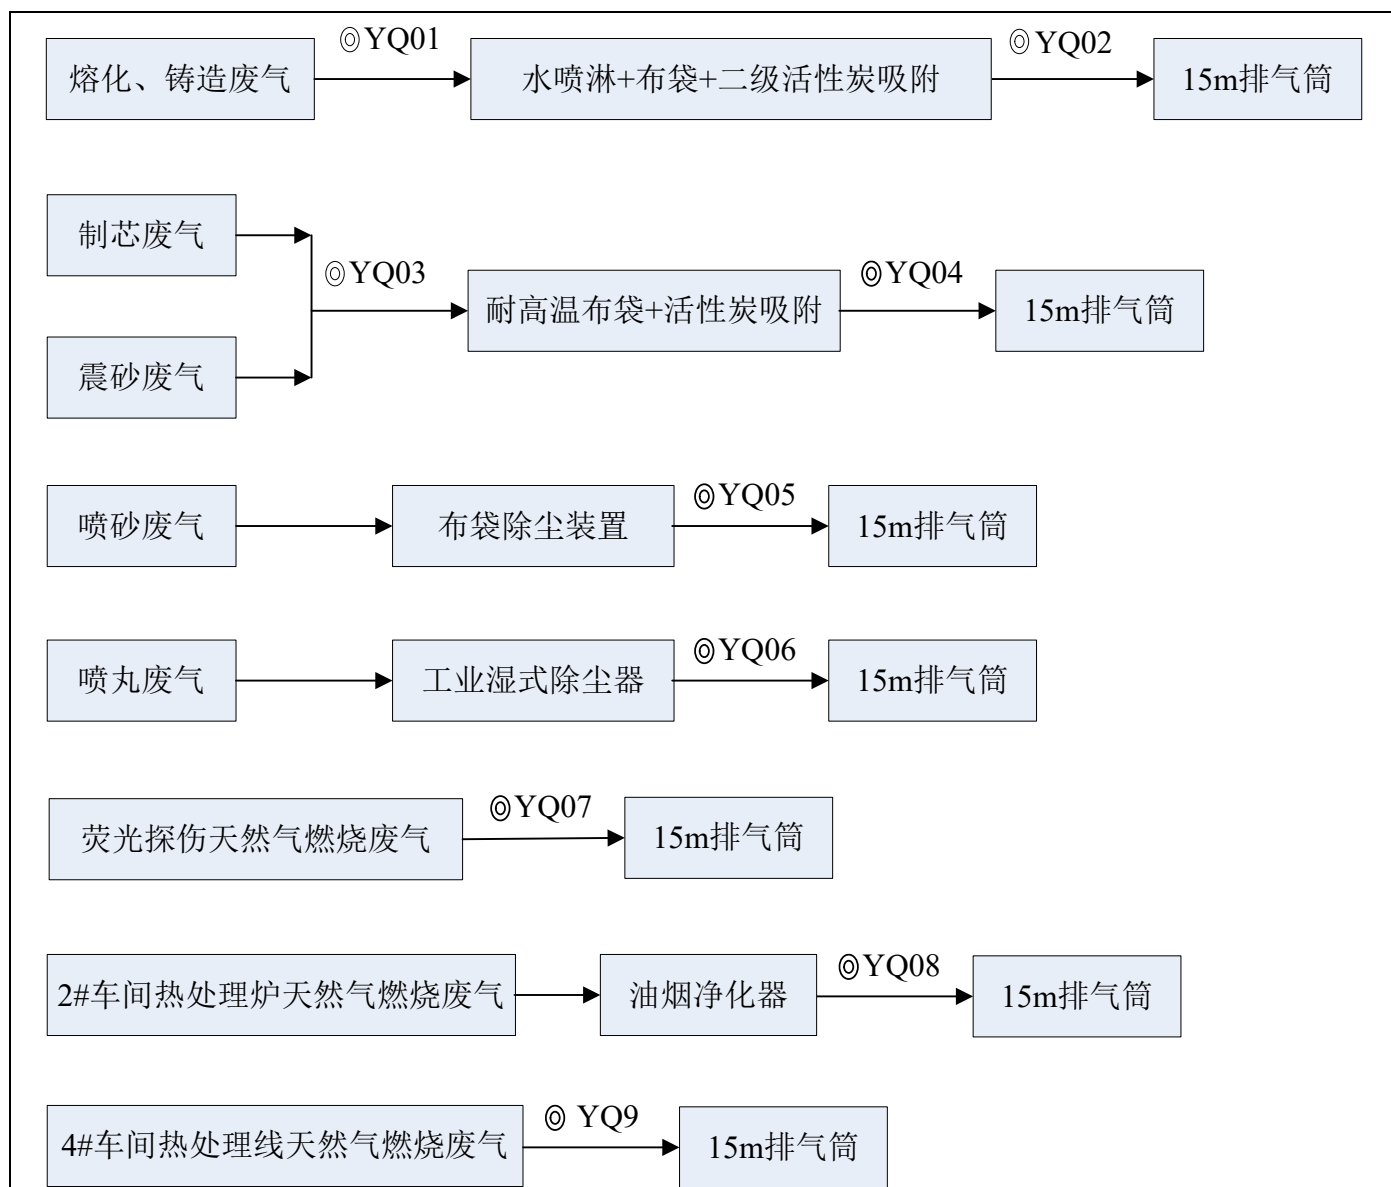 ◎YQ01
◎YQ02
熔化、铸造废气
水喷淋+布袋+二级活性炭吸附
15m排气筒
制芯废气
◎YQ03
◎YQ04
耐高温布袋+活性炭吸附
15m排气筒
震砂废气
◎YQ05
喷砂废气
布袋除尘装置
15m排气筒
◎YQ06
喷丸废气
工业湿式除尘器
15m排气筒
◎YQ07
荧光探伤天然气燃烧废气
15m排气筒
◎YQ08
2#车间热处理炉天然气燃烧废气
油烟净化器
15m排气筒
◎ YQ9
4#车间热处理线天然气燃烧废气
15m排气筒